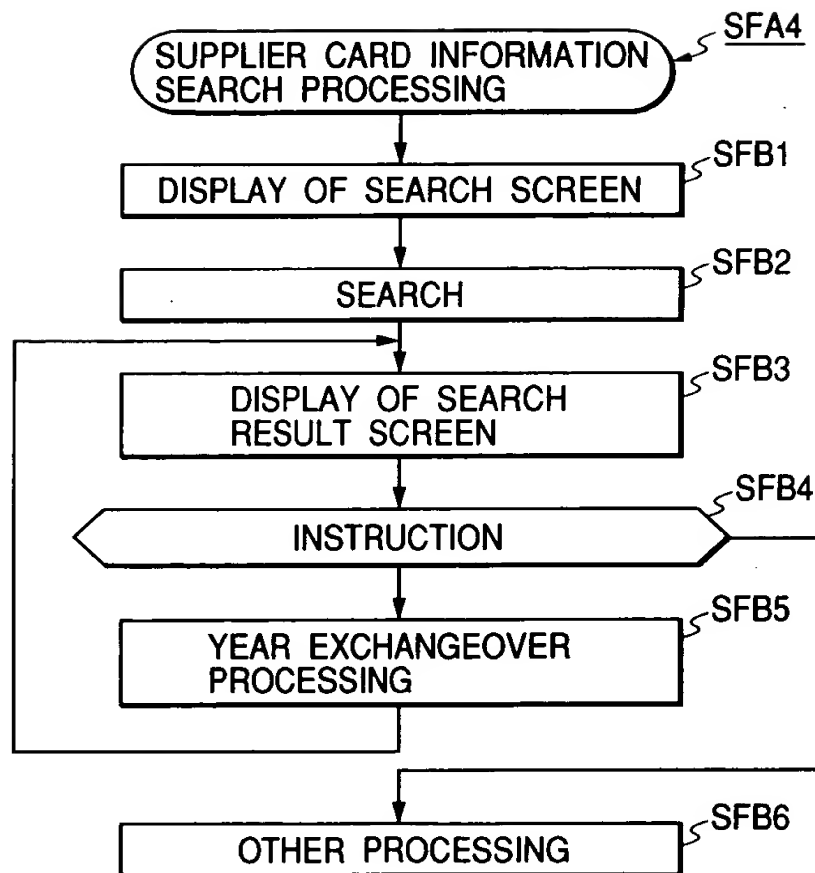 SFA4
SUPPLIER CARD INFORMATION
SEARCH PROCESSING
SFB1
DISPLAY OF SEARCH SCREEN
SFB2
SEARCH
SFB3
DISPLAY OF SEARCH
RESULT SCREEN
SFB4
INSTRUCTION
SFB5
YEAR EXCHANGEOVER
PROCESSING
SFB6
OTHER PROCESSING